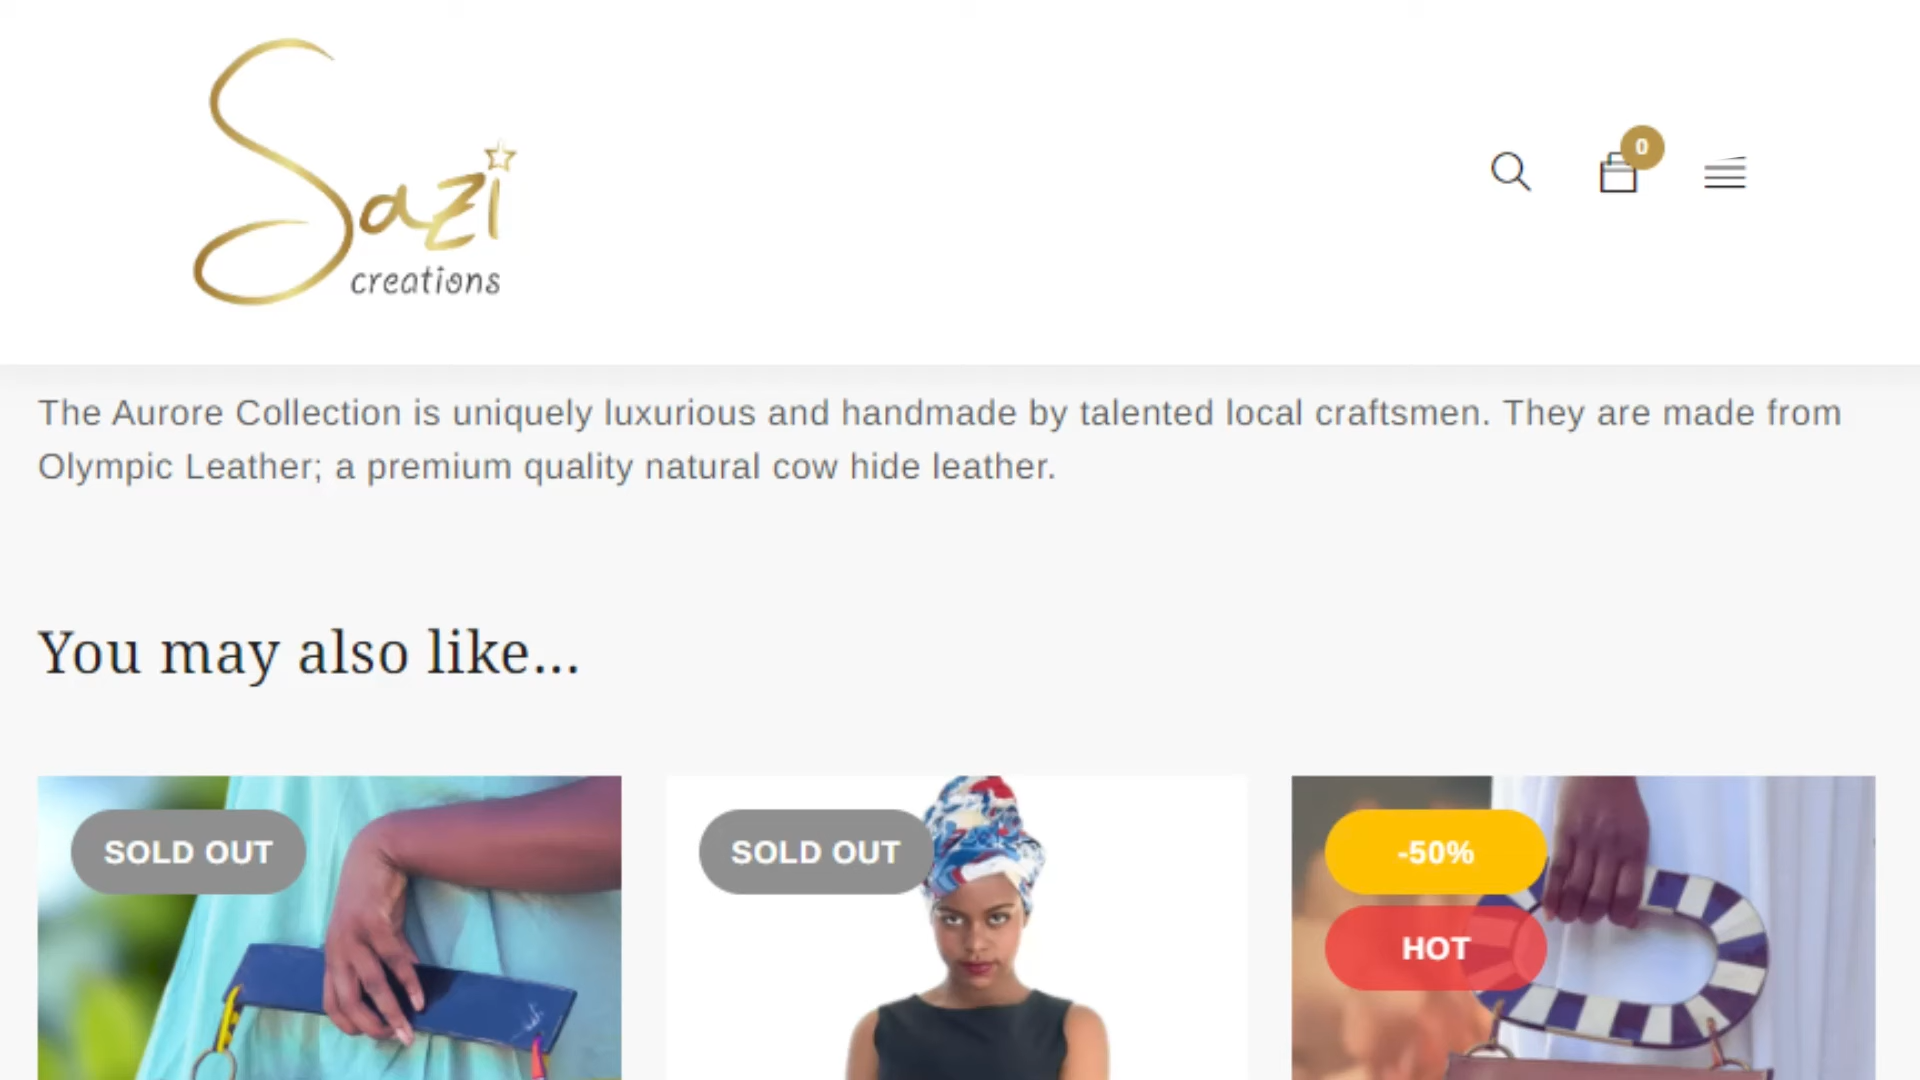 Sazi
creations
0
The Aurore Collection is uniquely luxurious and handmade by talented local craftsmen. They are made from
Olympic Leather; a premium quality natural cow hide leather.
You may also like...
SOLD OUT
SOLD OUT
-50%
HOT